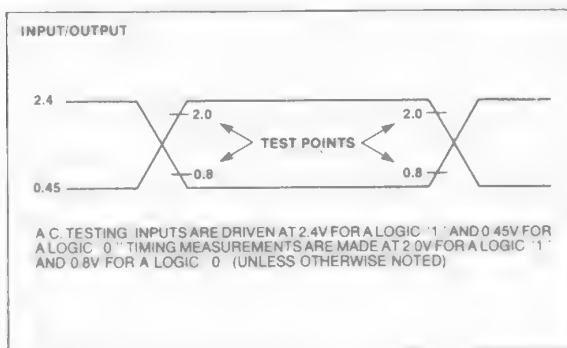 INPUT/OUTPUT
2.4
2.0
2.0
TEST POINTS
0.8
0.8
0.45
A C. TESTING INPUTS ARE DRIVEN AT 2.4V FOR A LOGIC '1' AND 0 45V FOR
A LOGIC 0 " TIMING MEASUREMENTS ARE MADE AT 2 0V FOR A LOGIC '1'
AND 0 8V FOR A LOGIC 0 (UNLESS OTHERWISE NOTED)